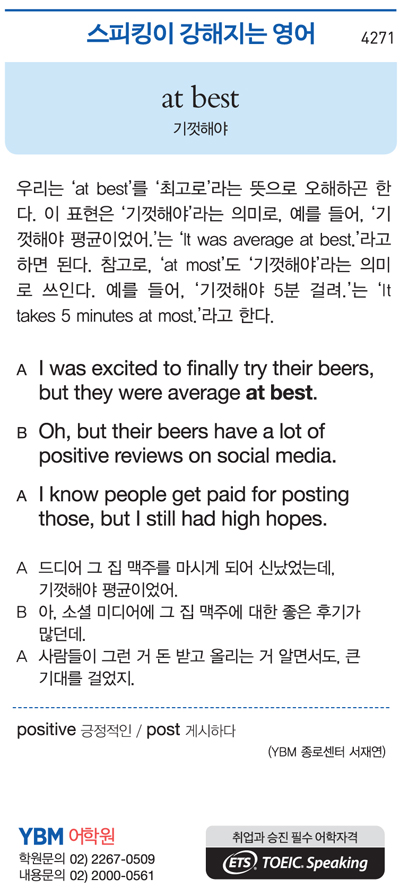 스피킹이 강해지는 영어
4271
at best
기껏해야
우리는 ‘at best’를 ‘최고로’라는 뜻으로 오해하곤 한
다. 이 표현은 ‘기껏해야’라는 의미로, 예를 들어, ‘기
껏해야 평균이었어.’는 ‘It was average at best.’라고
하면 된다. 참고로, ‘at most’도 ‘기껏해야’라는 의미
로 쓰인다. 예를 들어, ‘기껏해야 5분 걸려.’는 ‘It
takes 5 minutes at most.’라고 한다.
A I was excited to finally try their beers,
but they were average at best.
B Oh, but their beers have a lot of
positive reviews on social media.
A I know people get paid for posting
those, but I still had high hopes.
A 드디어 그 집 맥주를 마시게 되어 신났었는데,
기껏해야 평균이었어.
B 아, 소셜 미디어에 그 집 맥주에 대한 좋은 후기가
많던데.
A 사람들이 그런 거 돈 받고 올리는 거 알면서도, 큰
기대를 걸었지.
positive 긍정적인 / post 게시하다
(YBM 종로센터 서재연)
YBM 어학원
학원문의 02) 2267-0509
내용문의 02) 2000-0561
취업과 승진 필수 어학자격
ETS TOEIC. Speaking